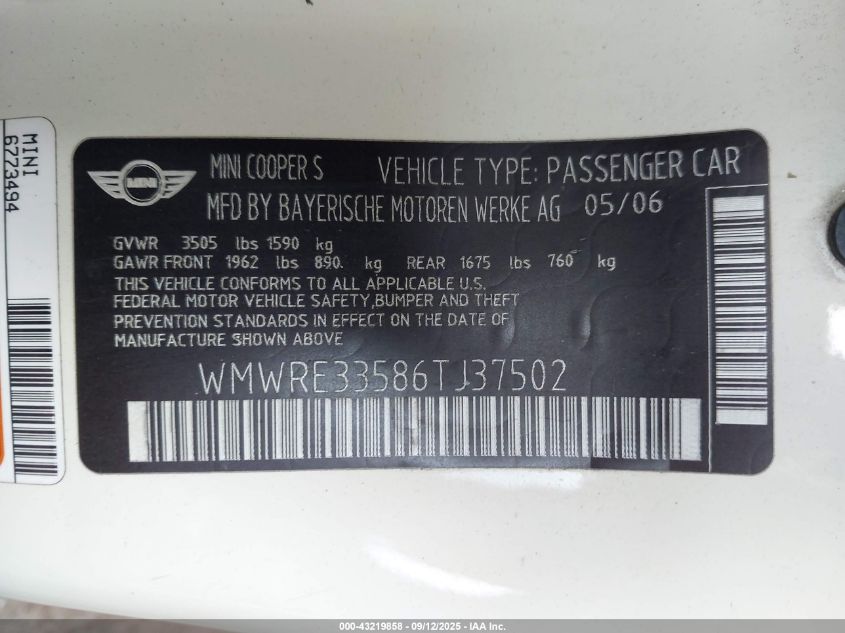 MINI
6773494
MINI
MINI COOPER S VEHICLE TYPE: PASSENGER CAR
MFD BY BAYERISCHE MOTOREN WERKE AG 05/06
GVWR 3505 lbs 1590 kg
GAWR FRONT 1962 lbs 890. kg REAR 1675 lbs 760 kg
THIS VEHICLE CONFORMS TO ALL APPLICABLE U.S.
FEDERAL MOTOR VEHICLE SAFETY,BUMPER AND THEFT
PREVENTION STANDARDS IN EFFECT ON THE DATE OF
MANUFACTURE SHOWN ABOVE
WMWRE33586TJ37502
000-43219858 - 09/12/2025 - IAA Inc.